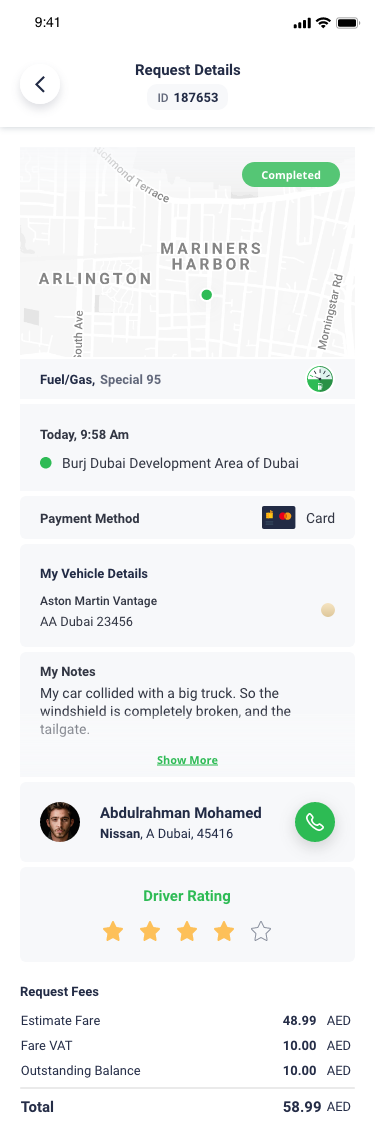 9:41
Request Details
ID 187653
Richmond Terrace
Completed
MARINERS
HARBOR
ARLINGTON
South Ave
Morningstar Rd
Fuel/Gas, Special 95
Today, 9:58 Am
Burj Dubai Development Area of Dubai
Payment Method Card
My Vehicle Details
Aston Martin Vantage
AA Dubai 23456
My Notes
My car collided with a big truck. So the
windshield is completely broken, and the
tailgate.
Show More
Abdulrahman Mohamed
Nissan, A Dubai, 45416
Driver Rating
Request Fees
Estimate Fare 48.99 AED
Fare VAT 10.00 AED
Outstanding Balance 10.00 AED
Total 58.99 AED